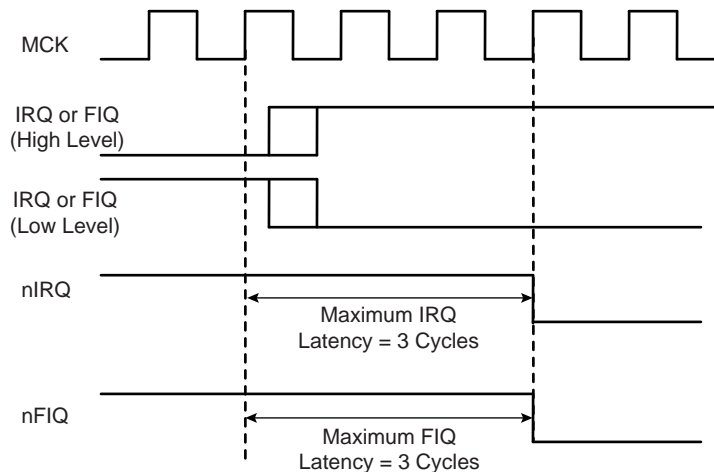 MCK
IRQ or FIQ
(High Level)
IRQ or FIQ
(Low Level)
nIRQ
Maximum IRQ
Latency = 3 Cycles
nFIQ
Maximum FIQ
Latency = 3 Cycles